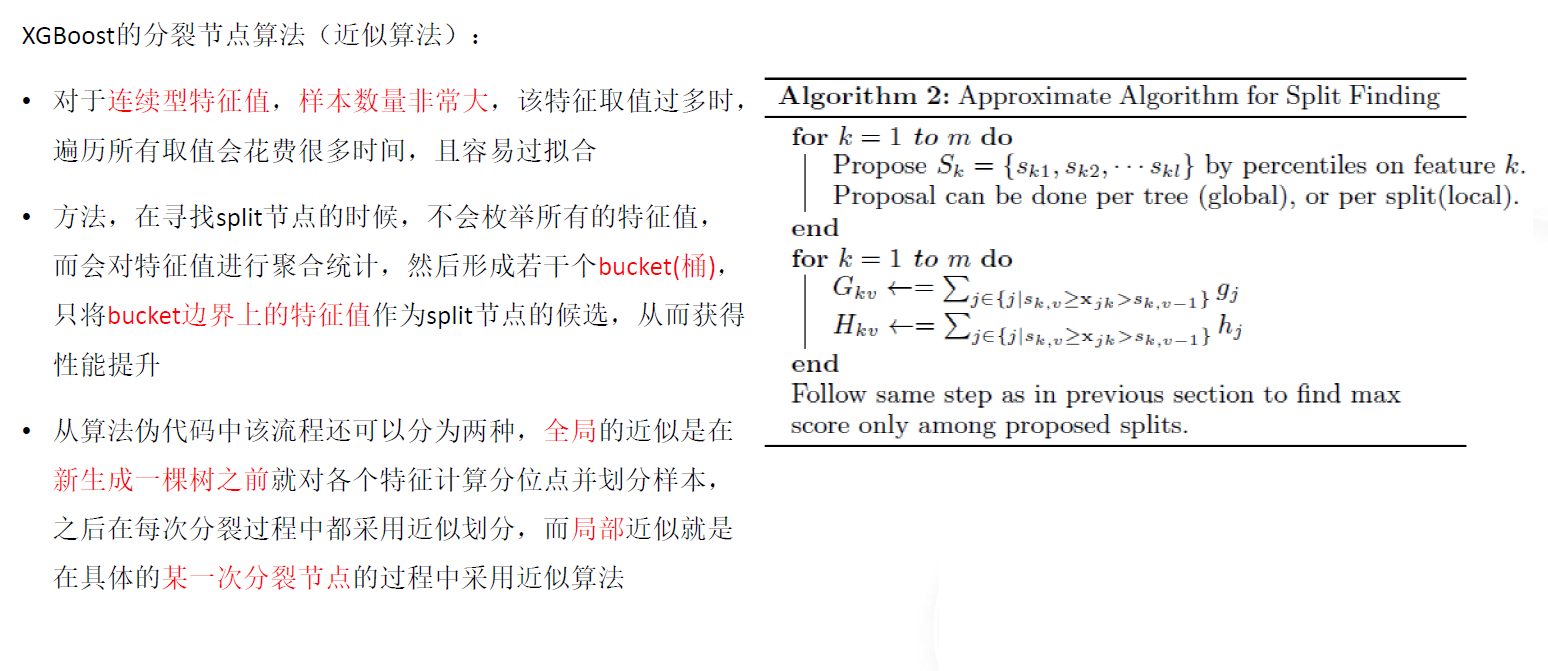 XGBoost的分裂节点算法（近似算法）：
• 对于连续型特征值，样本数量非常大，该特征取值过多时，
遍历所有取值会花费很多时间，且容易过拟合
• 方法，在寻找split节点的时候，不会枚举所有的特征值，
而会对特征值进行聚合统计，然后形成若干个bucket(桶)，
只将bucket边界上的特征值作为split节点的候选，从而获得
性能提升
• 从算法伪代码中该流程还可以分为两种，全局的近似是在
新生成一棵树之前就对各个特征计算分位点并划分样本，
之后在每次分裂过程中都采用近似划分，而局部近似就是
在具体的某一次分裂节点的过程中采用近似算法
Algorithm 2: Approximate Algorithm for Split Finding
for k = 1 to m do
Propose S_k = {s_{k1}, s_{k2}, ⋯ s_{kl}} by percentiles on feature k.
Proposal can be done per tree (global), or per split(local).
end
for k = 1 to m do
G_{kv} ←= ∑_{j∈{j|s_{k,v}≥x_{jk}>s_{k,v−1}}} g_j
H_{kv} ←= ∑_{j∈{j|s_{k,v}≥x_{jk}>s_{k,v−1}}} h_j
end
Follow same step as in previous section to find max
score only among proposed splits.